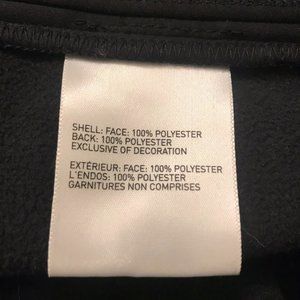 SHELL: FACE: 100% POLYESTER
BACK: 100% POLYESTER
EXCLUSIVE OF DECORATION
EXTÉRIEUR: FACE: 100% POLYESTER
L'ENDOS: 100% POLYESTER
GARNITURES NON COMPRISES